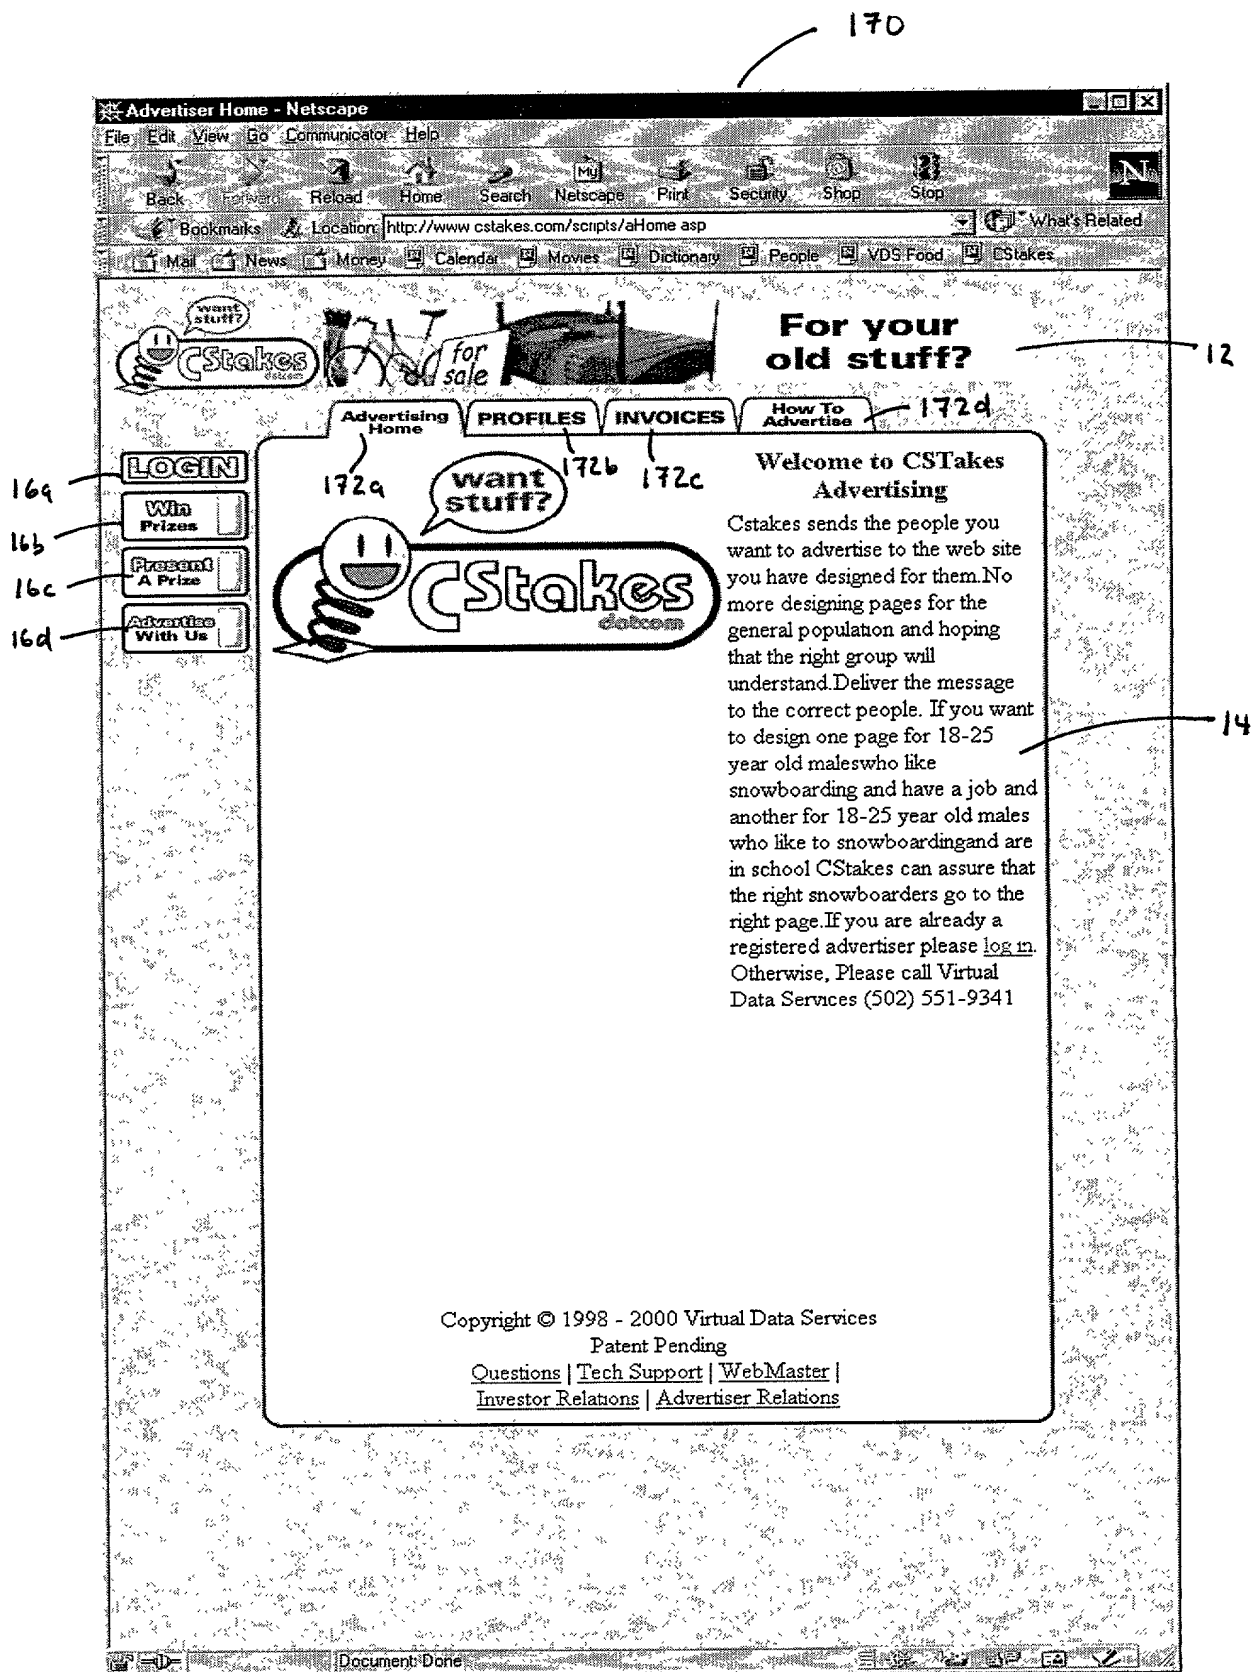 170
Advertiser Home - Netscape
File Edit View Go Communicator Help
N
Back Forward Reload Home Search Netscape Print Security Shop Stop
My
Bookmarks Location: http://www cstakes.com/scripts/aHome asp What's Related
Mail News Money Calendar Movies Dictionary People VDS Food CStakes
want
stuff?
CStakes
dotcom
for
sale
For your
old stuff?
12
Advertising
Home
PROFILES
INVOICES
How To
Advertise
172d
172a
172b
172c
16a
LOGIN
16b
Win
Prizes
16c
Present
A Prize
16d
Advertise
With Us
want
stuff?
CStakes
dotcom
Welcome to CSTakes
Advertising
Cstakes sends the people you
want to advertise to the web site
you have designed for them.No
more designing pages for the
general population and hoping
that the right group will
understand.Deliver the message
to the correct people. If you want
to design one page for 18-25
year old maleswho like
snowboarding and have a job and
another for 18-25 year old males
who like to snowboardingand are
in school CStakes can assure that
the right snowboarders go to the
right page.If you are already a
registered advertiser please log in.
Otherwise, Please call Virtual
Data Services (502) 551-9341
14
Copyright © 1998 - 2000 Virtual Data Services
Patent Pending
Questions | Tech Support | WebMaster |
Investor Relations | Advertiser Relations
Document: Done